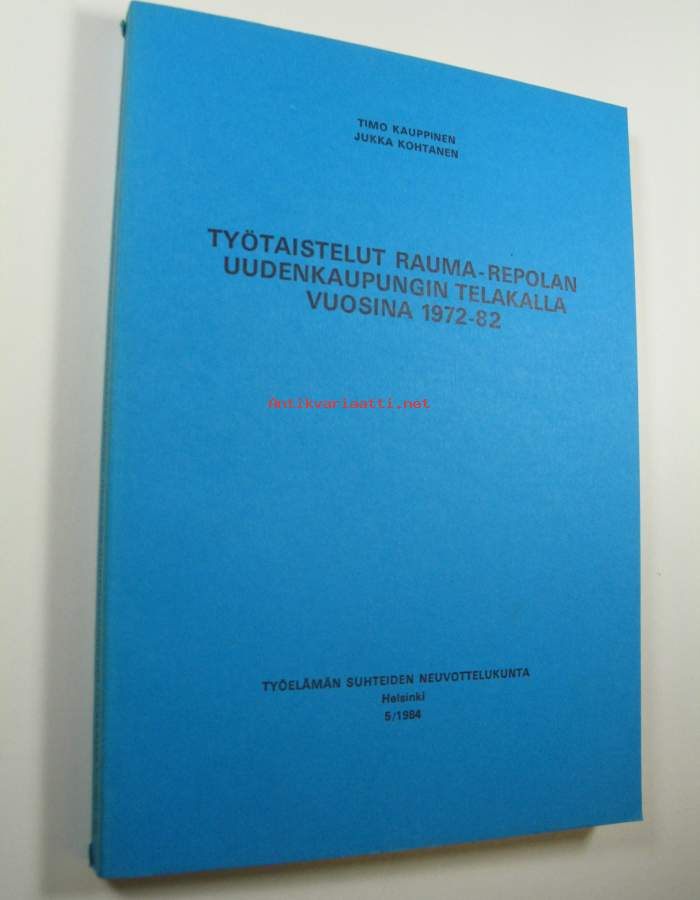 TIMO KAUPPINEN
JUKKA KOHTANEN
TYÖTAISTELUT RAUMA-REPOLAN
UUDENKAUPUNGIN TELAKALLA
VUOSINA 1972-82
Antikvariaatti.net
TYÖELÄMÄN SUHTEIDEN NEUVOTTELUKUNTA
Helsinki
5/1984